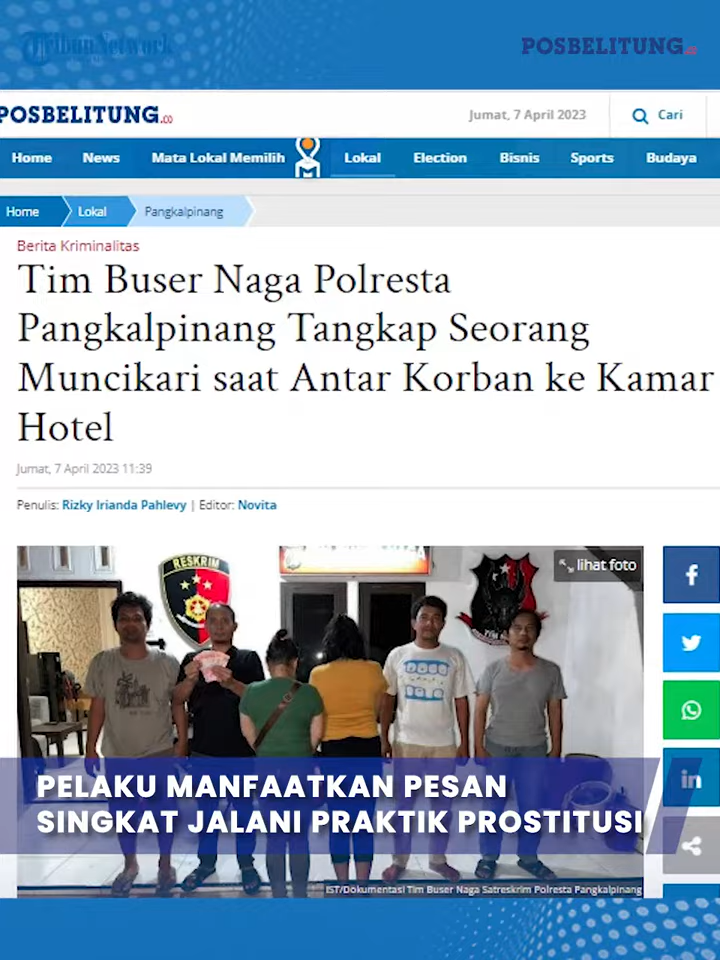 Tribun Network
POSBELITUNG.co
POSBELITUNG.co
Jumat, 7 April 2023
Cari
Home News Mata Lokal Memilih Lokal Election Bisnis Sports Budaya
Home Lokal Pangkalpinang
Berita Kriminalitas
Tim Buser Naga Polresta
Pangkalpinang Tangkap Seorang
Muncikari saat Antar Korban ke Kamar
Hotel
Jumat, 7 April 2023 11:39
Penulis: Rizky Irianda Pahlevy | Editor: Novita
lihat foto
RESKRIM
PELAKU MANFAATKAN PESAN
SINGKAT JALANI PRAKTIK PROSTITUSI
IST/Dokumentasi Tim Buser Naga Satreskrim Polresta Pangkalpinang